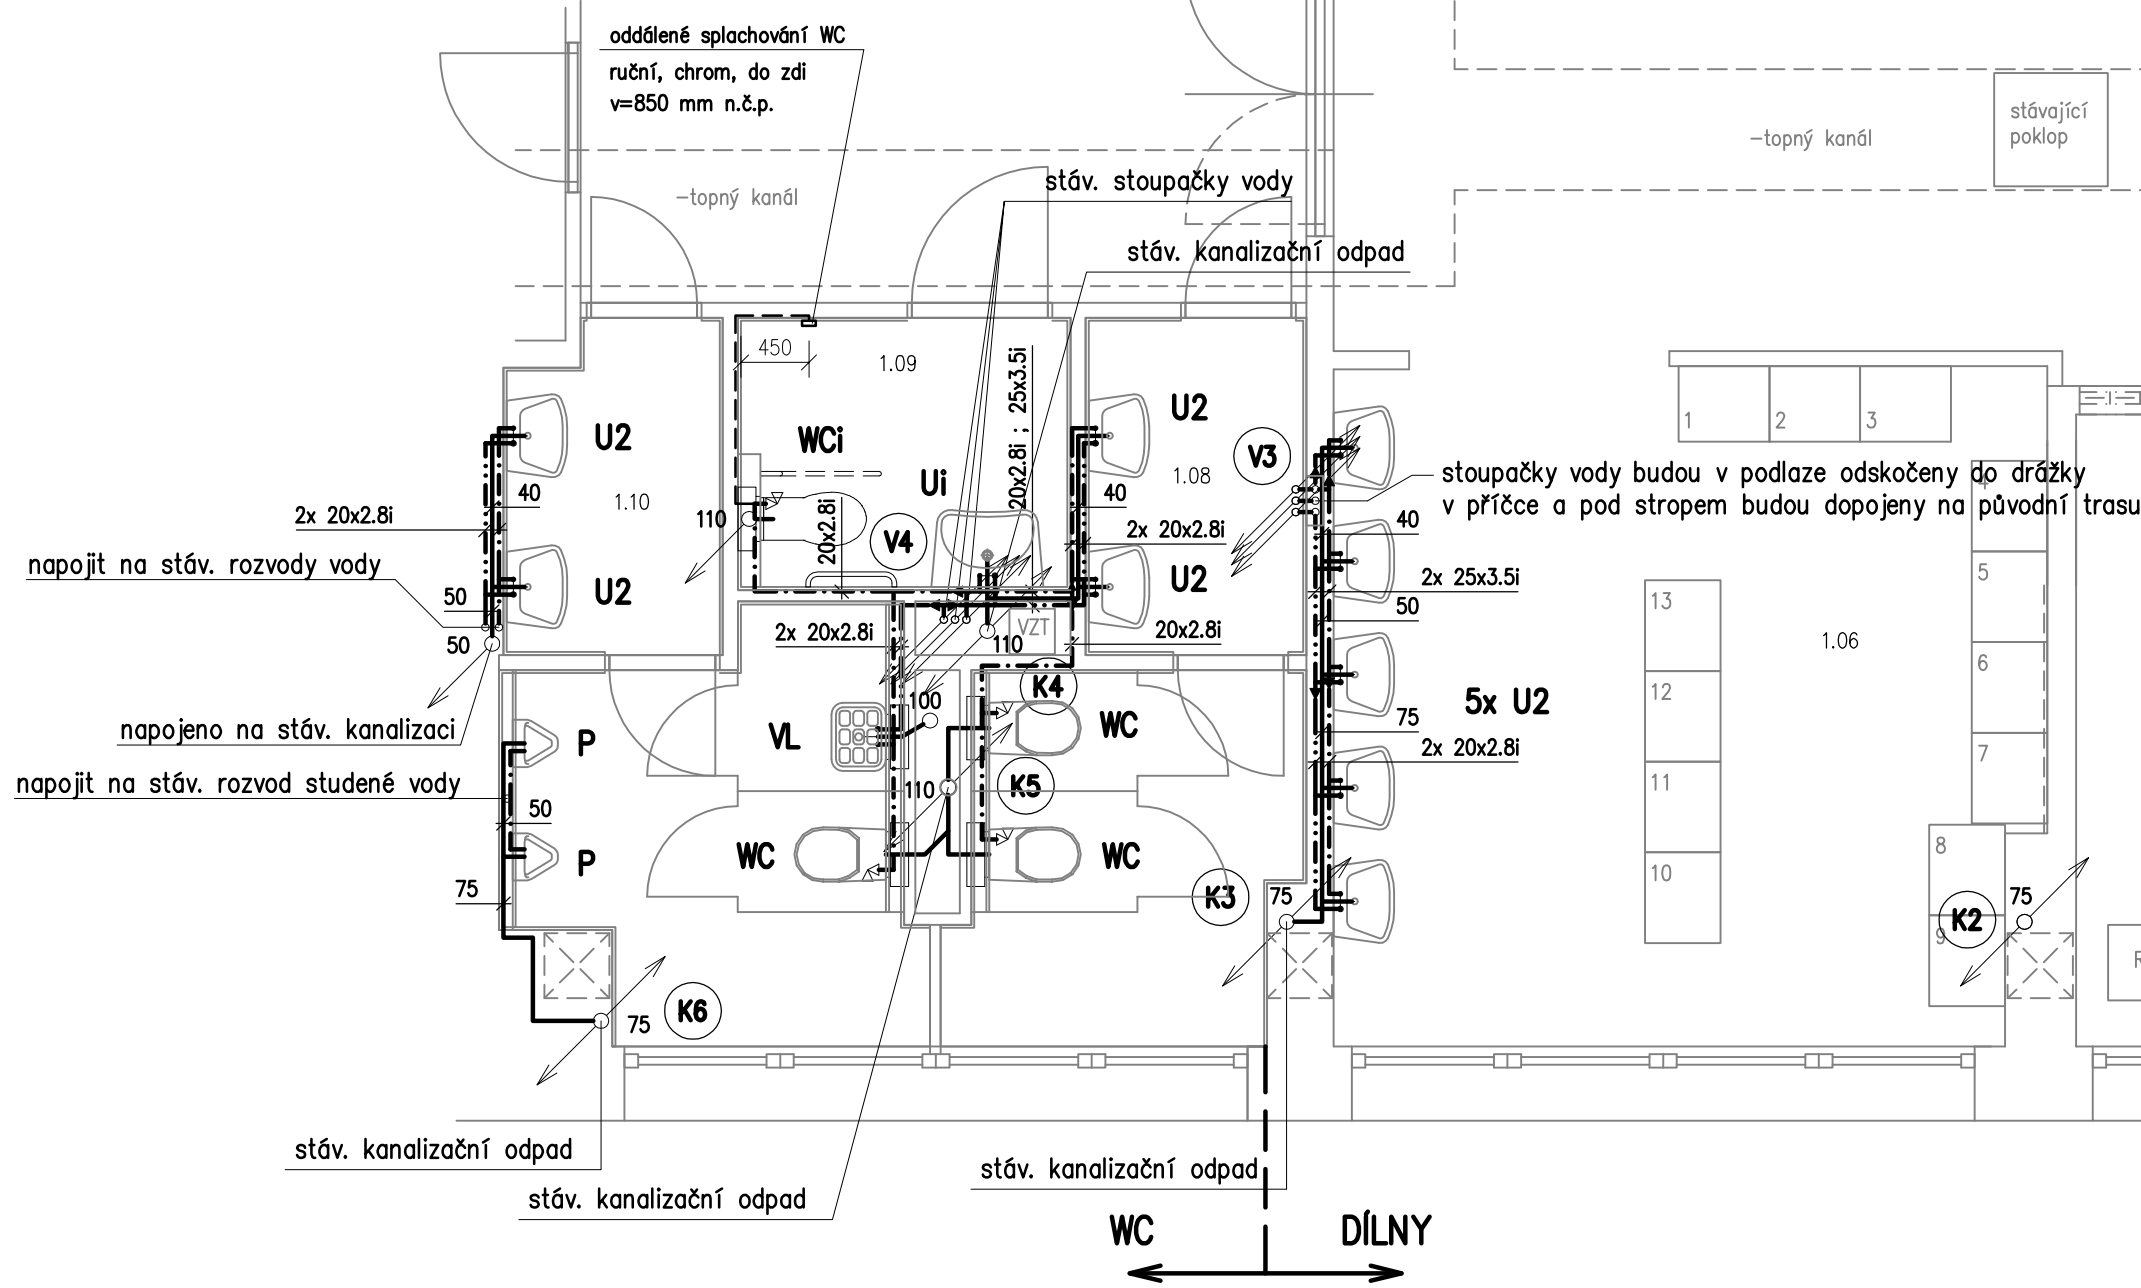 oddálené splachování WC
ruční, chrom, do zdi
v=850 mm n.č.p.
stávající
poklop
-topný kanál
-topný kanál
stáv. stoupačky vody
stáv. kanalizační odpad
450
1.09
20x2.8i ; 25x3.5i
U2
WCi
Ui
U2
V3
1.08
1.10
40
110
20x2.8i
V4
40
2x 20x2.8i
2x 20x2.8i
1
2
3
4
stoupačky vody budou v podlaze odskočeny do drážky
v příčce a pod stropem budou dopojeny na původní trasu
40
napojit na stáv. rozvody vody
U2
U2
2x 25x3.5i
5
50
50
50
13
2x 20x2.8i
110
VZT
20x2.8i
1.06
6
K4
100
12
5x U2
napojeno na stáv. kanalizaci
P
VL
WC
75
2x 20x2.8i
7
napojit na stáv. rozvod studené vody
50
110
K5
11
P
WC
WC
8
75
K3
75
10
K2
75
9
R
K6
75
stáv. kanalizační odpad
stáv. kanalizační odpad
stáv. kanalizační odpad
WC
DÍLNY